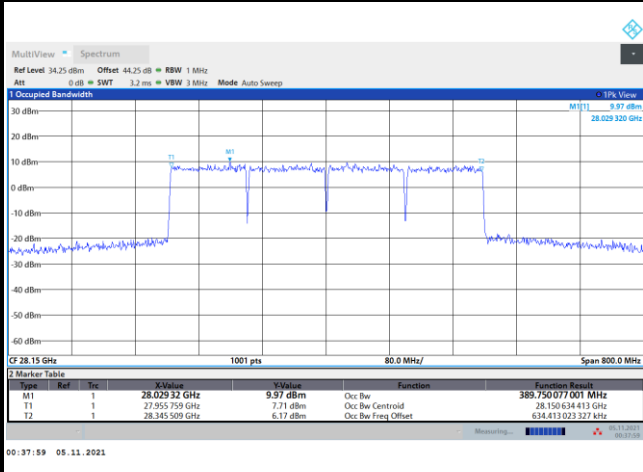 MultiView Spectrum
Ref Level 34.25 dBm Offset 44.25 dB RBW 1 MHz
Att 0 dB SWT 3.2 ms VBW 3 MHz Mode Auto Sweep
1 Occupied Bandwidth 1Pk View
M1[1] 9.97 dBm
28.029 320 GHz
30 dBm
20 dBm
T1 M1 T2
10 dBm
0 dBm
-10 dBm
-20 dBm
-30 dBm
-40 dBm
-50 dBm
-60 dBm
CF 28.15 GHz 1001 pts 80.0 MHz/ Span 800.0 MHz
2 Marker Table
Type Ref Trc X-Value Y-Value Function Function Result
M1 1 28.029 32 GHz 9.97 dBm Occ Bw 389.750 077 001 MHz
T1 1 27.955 759 GHz 7.71 dBm Occ Bw Centroid 28.150 634 413 GHz
T2 1 28.345 509 GHz 6.17 dBm Occ Bw Freq Offset 634.413 023 327 kHz
Measuring... 05.11.2021
00:37:59
00:37:59 05.11.2021